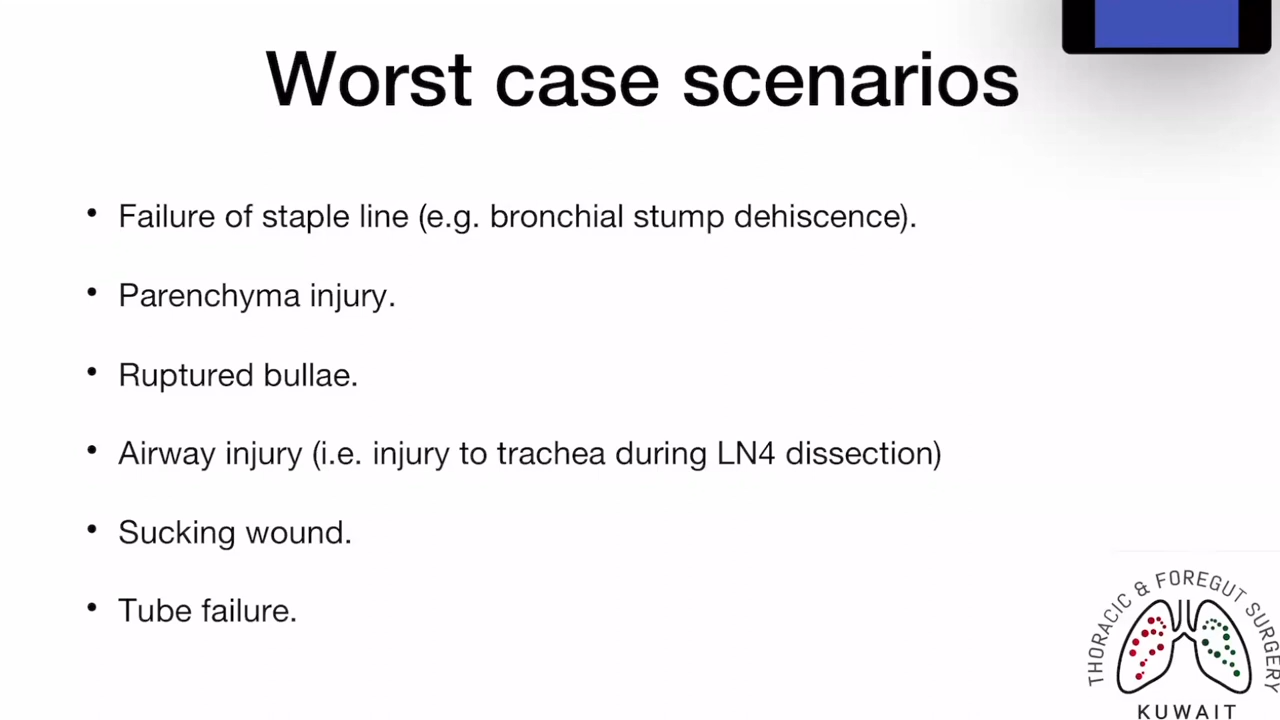 Worst case scenarios
• Failure of staple line (e.g. bronchial stump dehiscence).
• Parenchyma injury.
• Ruptured bullae.
• Airway injury (i.e. injury to trachea during LN4 dissection)
• Sucking wound.
• Tube failure.
THORACIC & FOREGUT SURGERY
KUWAIT